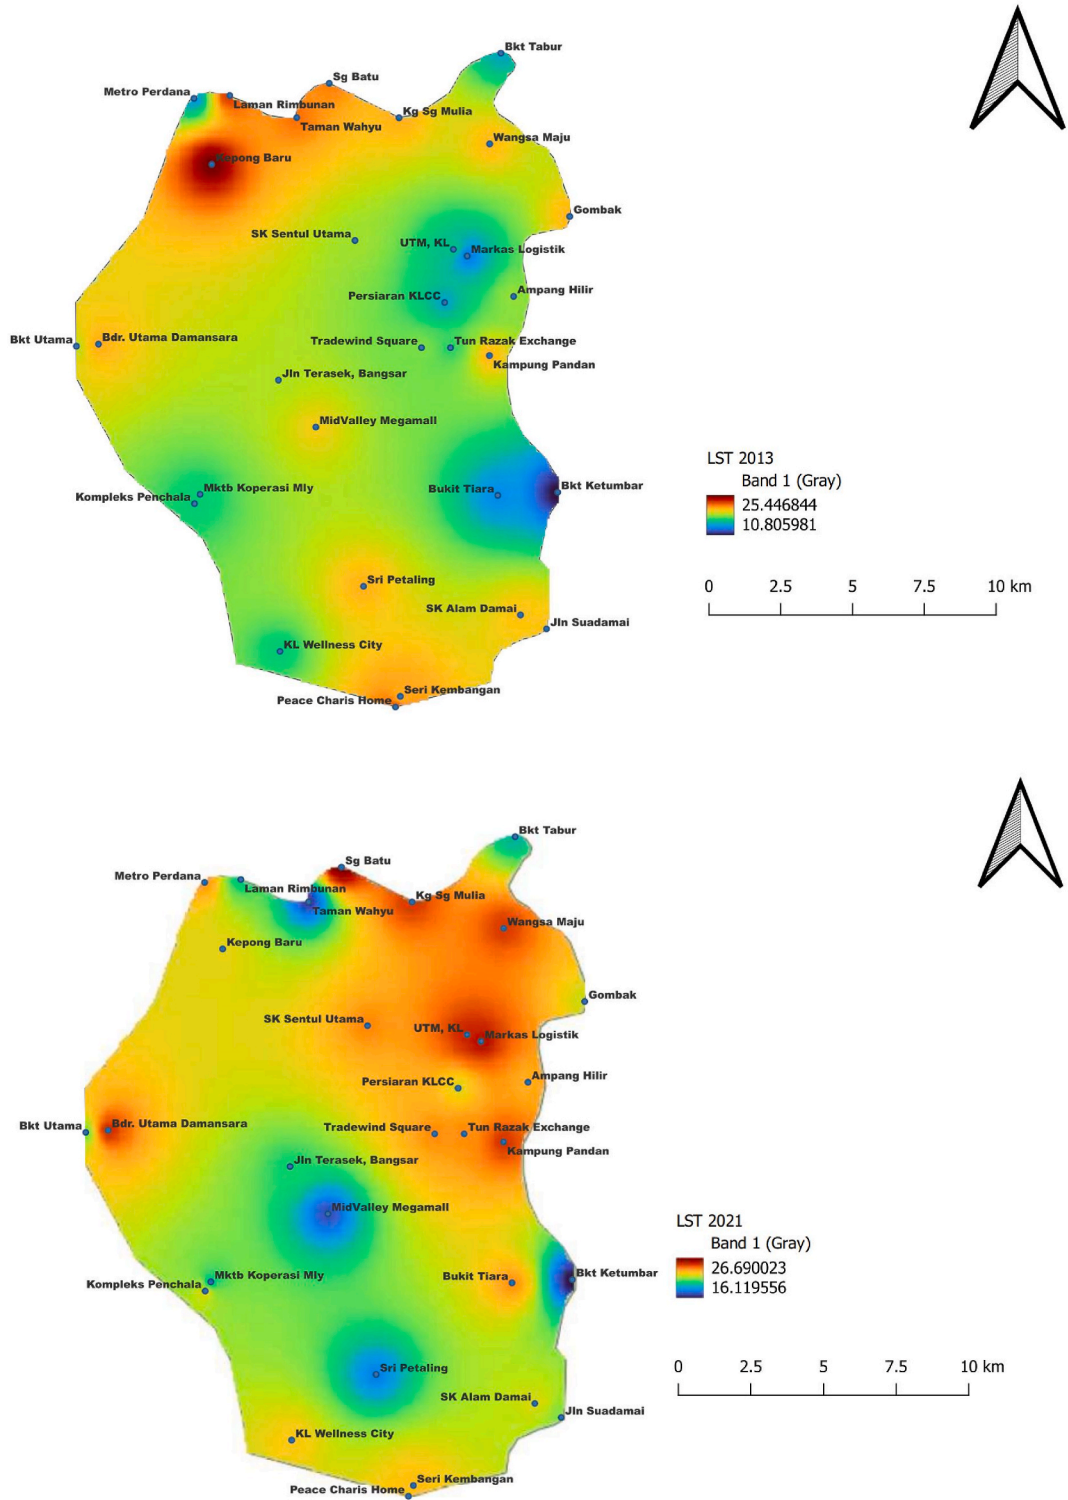 Bkt Tabur
Sg Batu
Metro Perdana
Laman Rimbunan
Kg Sg Mulia
Taman Wahyu
Wangsa Maju
Kepong Baru
Gombak
SK Sentul Utama
UTM, KL
Markas Logistik
Persiaran KLCC
Ampang Hilir
Bkt Utama
Bdr. Utama Damansara
Tradewind Square
Tun Razak Exchange
Kampung Pandan
Jln Terasek, Bangsar
MidValley Megamall
LST 2013
Band 1 (Gray)
25.446844
10.805981
Mktb Koperasi Mly
Kompleks Penchala
Bukit Tiara
Bkt Ketumbar
Sri Petaling
0 2.5 5 7.5 10 km
SK Alam Damai
Jln Suadamai
KL Wellness City
Seri Kembangan
Peace Charis Home
Bkt Tabur
Sg Batu
Metro Perdana
Laman Rimbunan
Kg Sg Mulia
Taman Wahyu
Wangsa Maju
Kepong Baru
Gombak
SK Sentul Utama
UTM, KL
Markas Logistik
Persiaran KLCC
Ampang Hilir
Bkt Utama
Bdr. Utama Damansara
Tradewind Square
Tun Razak Exchange
Kampung Pandan
Jln Terasek, Bangsar
MidValley Megamall
LST 2021
Band 1 (Gray)
26.690023
16.119556
Mktb Koperasi Mly
Kompleks Penchala
Bukit Tiara
Bkt Ketumbar
Sri Petaling
0 2.5 5 7.5 10 km
SK Alam Damai
Jln Suadamai
KL Wellness City
Seri Kembangan
Peace Charis Home